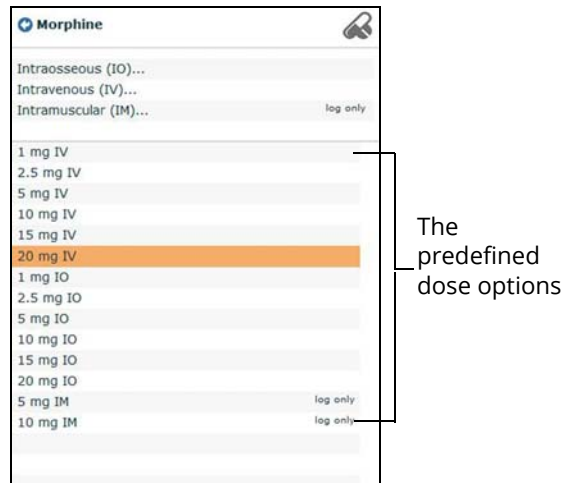 Morphine
Intraosseous (IO)...
Intravenous (IV)...
Intramuscular (IM)... log only
1 mg IV
2.5 mg IV
5 mg IV
10 mg IV
15 mg IV
20 mg IV
1 mg IO
2.5 mg IO
5 mg IO
10 mg IO
15 mg IO
20 mg IO
5 mg IM log only
10 mg IM log only
The
predefined
dose options